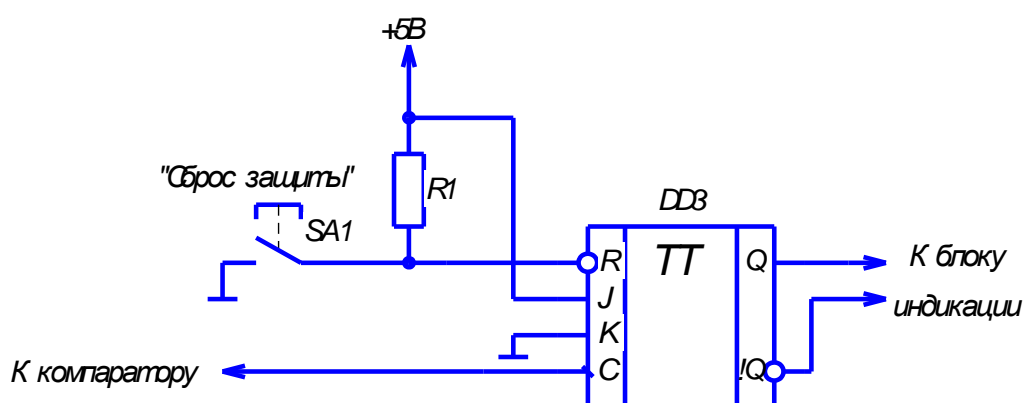 +5В
"Сброс защиты"
R1
SA1
DD3
R
TT
Q
К блоку
J
индикации
K
К компаратору
C
!Q